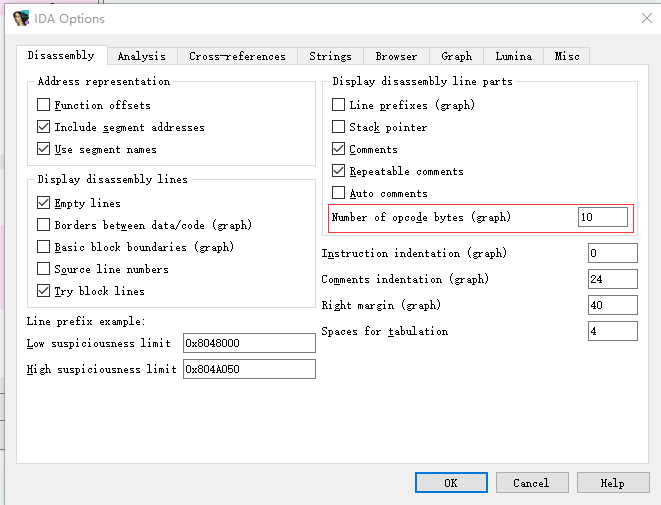 IDA Options
Disassembly Analysis Cross-references Strings Browser Graph Lumina Misc
Address representation
Function offsets
Include segment addresses
Use segment names
Display disassembly lines
Empty lines
Borders between data/code (graph)
Basic block boundaries (graph)
Source line numbers
Try block lines
Line prefix example:
Low suspiciousness limit 0x8048000
High suspiciousness limit 0x804A050
Display disassembly line parts
Line prefixes (graph)
Stack pointer
Comments
Repeatable comments
Auto comments
Number of opcode bytes (graph) 10
Instruction indentation (graph) 0
Comments indentation (graph) 24
Right margin (graph) 40
Spaces for tabulation 4
OK Cancel Help